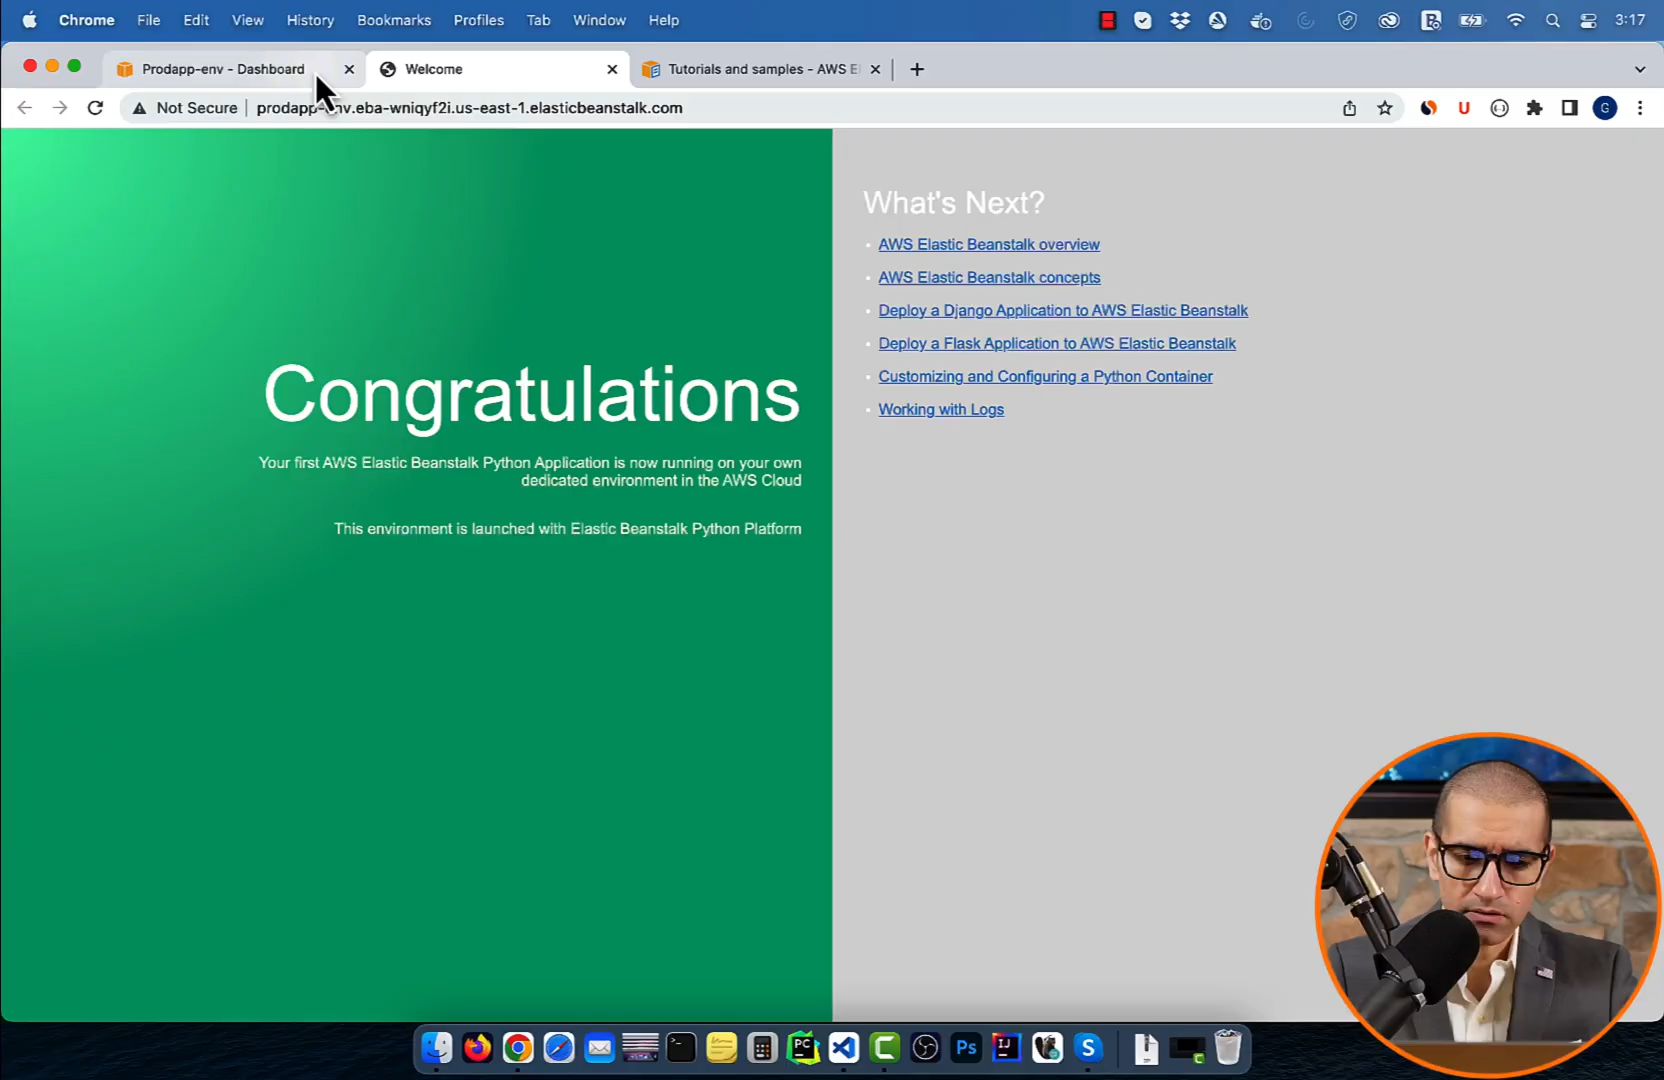 Chrome File Edit View History Bookmarks Profiles Tab Window Help 3:17
Prodapp-env - Dashboard Welcome Tutorials and samples - AWS E
Not Secure prodapp-env.eba-wniqyf2i.us-east-1.elasticbeanstalk.com U G
Congratulations
Your first AWS Elastic Beanstalk Python Application is now running on your own
dedicated environment in the AWS Cloud
This environment is launched with Elastic Beanstalk Python Platform
What's Next?
AWS Elastic Beanstalk overview
AWS Elastic Beanstalk concepts
Deploy a Django Application to AWS Elastic Beanstalk
Deploy a Flask Application to AWS Elastic Beanstalk
Customizing and Configuring a Python Container
Working with Logs
PC C Ps IJ S